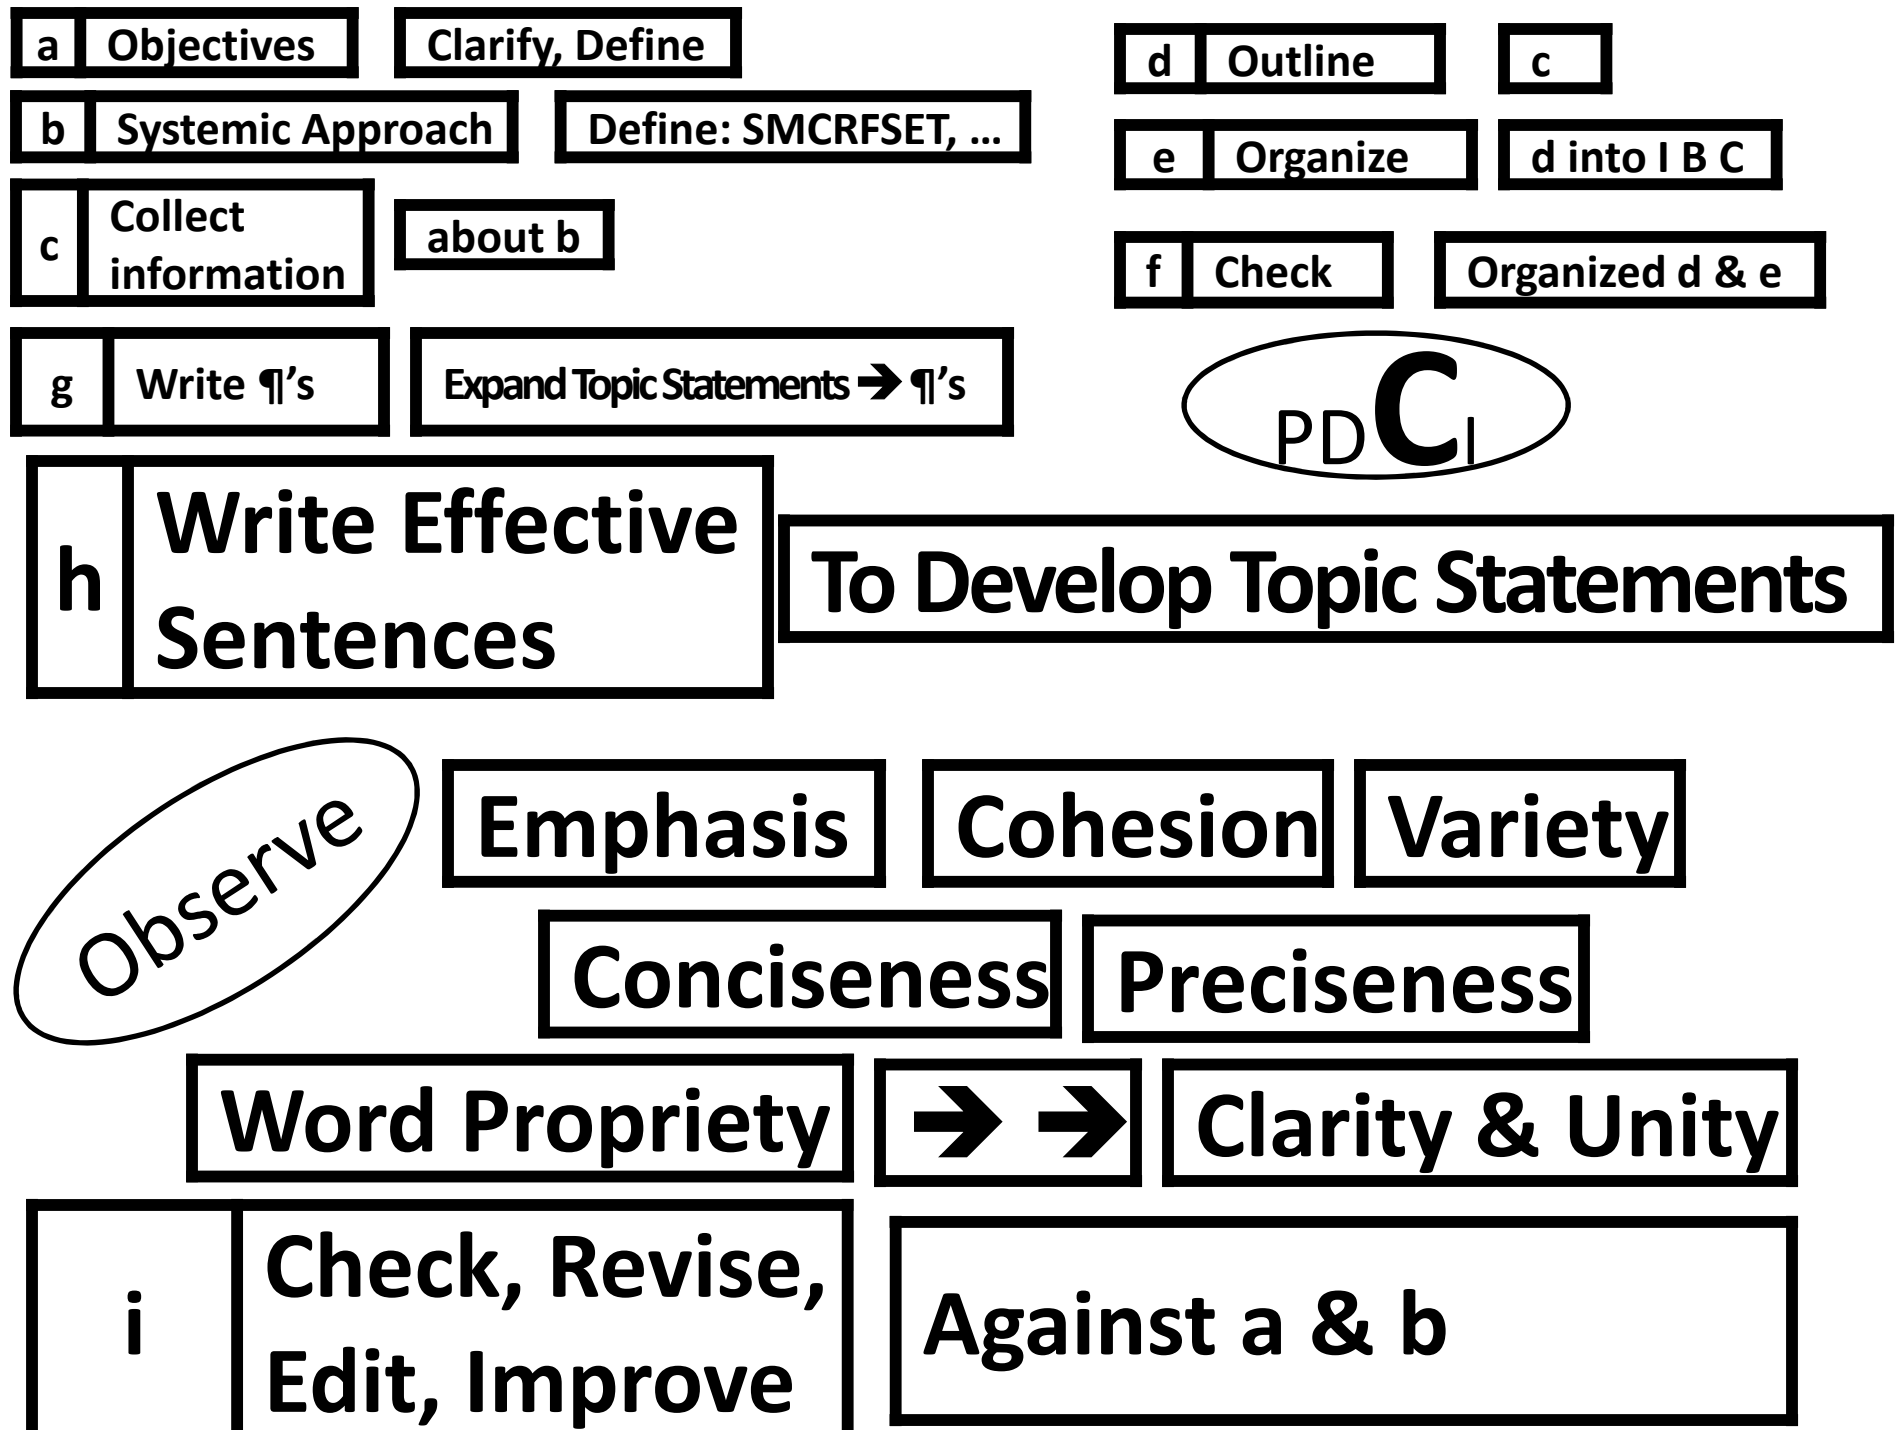 a Objectives Clarify, Define
b Systemic Approach Define: SMCRFSET, ...
c Collect information about b
d Outline c
e Organize d into I B C
f Check Organized d & e
g Write ¶'s Expand Topic Statements ➔ ¶'s
PDCI
h Write Effective
Sentences
To Develop Topic Statements
Observe
Emphasis Cohesion Variety
Conciseness Preciseness
Word Propriety ➔ ➔ Clarity & Unity
i Check, Revise,
Edit, Improve
Against a & b